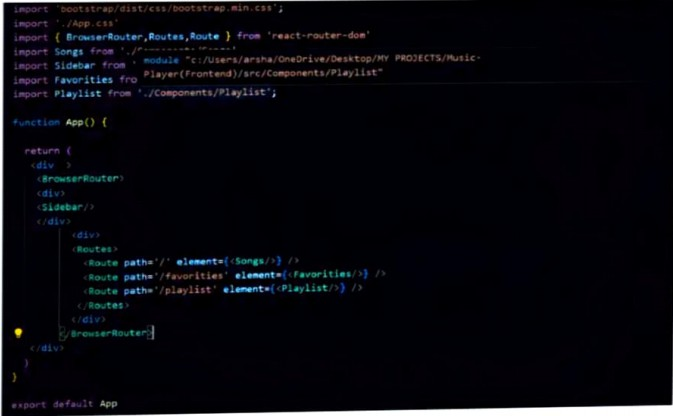 import 'bootstrap/dist/css/bootstrap.min.css';
import './App.css'
import { BrowserRouter,Routes,Route } from 'react-router-dom'
import Songs from
import Sidebar from '
import Favorities fro
module "c:/Users/arsha/OneDrive/Desktop/MY PROJECTS/Music-
Player(Frontend)/src/Components/Playlist"
import Playlist from './Components/Playlist';
function App() {
return (
<div >
<BrowserRouter>
<div>
<Sidebar/>
</div>
<div>
<Routes>
<Route path='/' element={<Songs/>} />
<Route path='/favorities' element={<Favorities/>} />
<Route path='/playlist' element={<Playlist/>} />
</Routes>
</div>
</BrowserRouter>
</div>
)
}
export default App